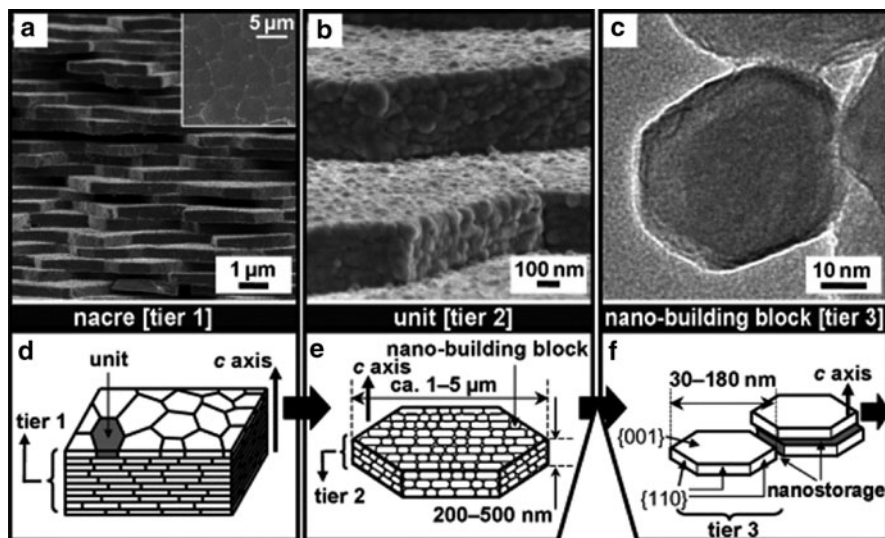 a
5 µm
1 µm
nacre [tier 1]
b
100 nm
unit [tier 2]
c
10 nm
nano-building block [tier 3]
d
unit
c axis
tier 1
e
nano-building block
c axis
ca. 1–5 µm
tier 2
200–500 nm
f
30–180 nm
c axis
{001}
{110}
nanostorage
tier 3